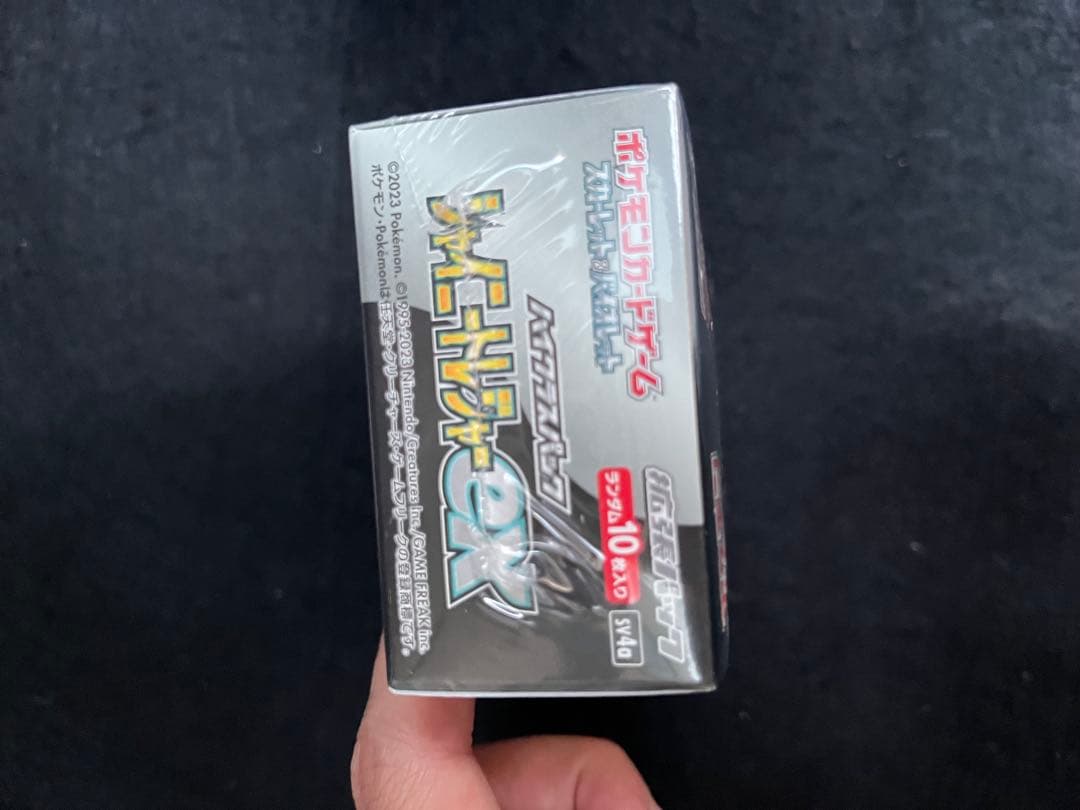 ポケモンカードゲーム
スカーレット&バイオレット
拡張パック
ランダム10枚入り
SV4a
ハイクラスパック
シャイニートレジャーex
©2023 Pokémon. ©1995-2023 Nintendo/Creatures Inc./GAME FREAK inc.
ポケモン・Pokémonは任天堂・クリーチャーズ・ゲームフリークの登録商標です。